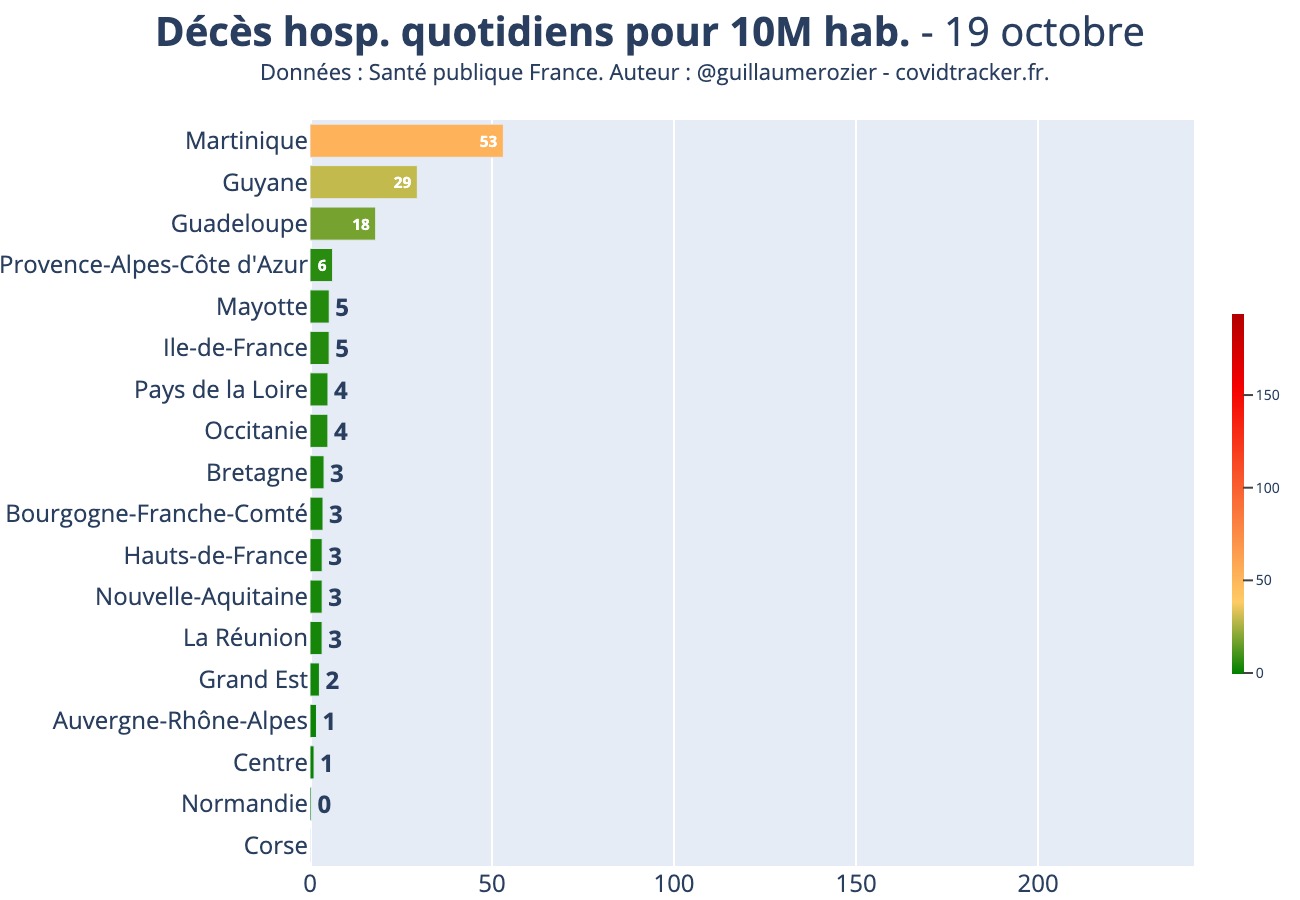 Décès hosp. quotidiens pour 10M hab. - 19 octobre
Données : Santé publique France. Auteur : @guillaumerozier - covidtracker.fr.
Martinique 53
Guyane 29
Guadeloupe 18
Provence-Alpes-Côte d'Azur 6
Mayotte 5
Ile-de-France 5
Pays de la Loire 4
Occitanie 4
Bretagne 3
Bourgogne-Franche-Comté 3
Hauts-de-France 3
Nouvelle-Aquitaine 3
La Réunion 3
Grand Est 2
Auvergne-Rhône-Alpes 1
Centre 1
Normandie 0
Corse
0 50 100 150 200
150
100
50
0